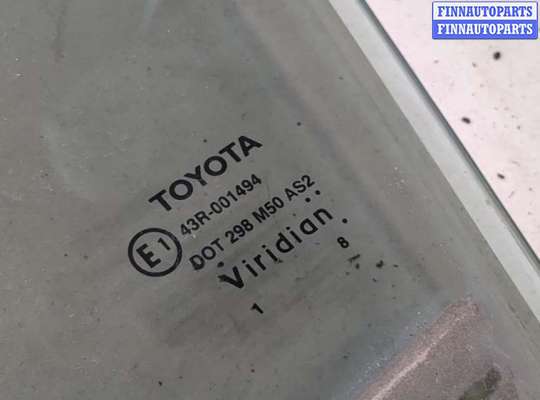 FINNAUTOPARTS
FINNAUTOPARTS
TOYOTA
E1 43R-001494
DOT 298 M50 AS2
Viridian
1 8